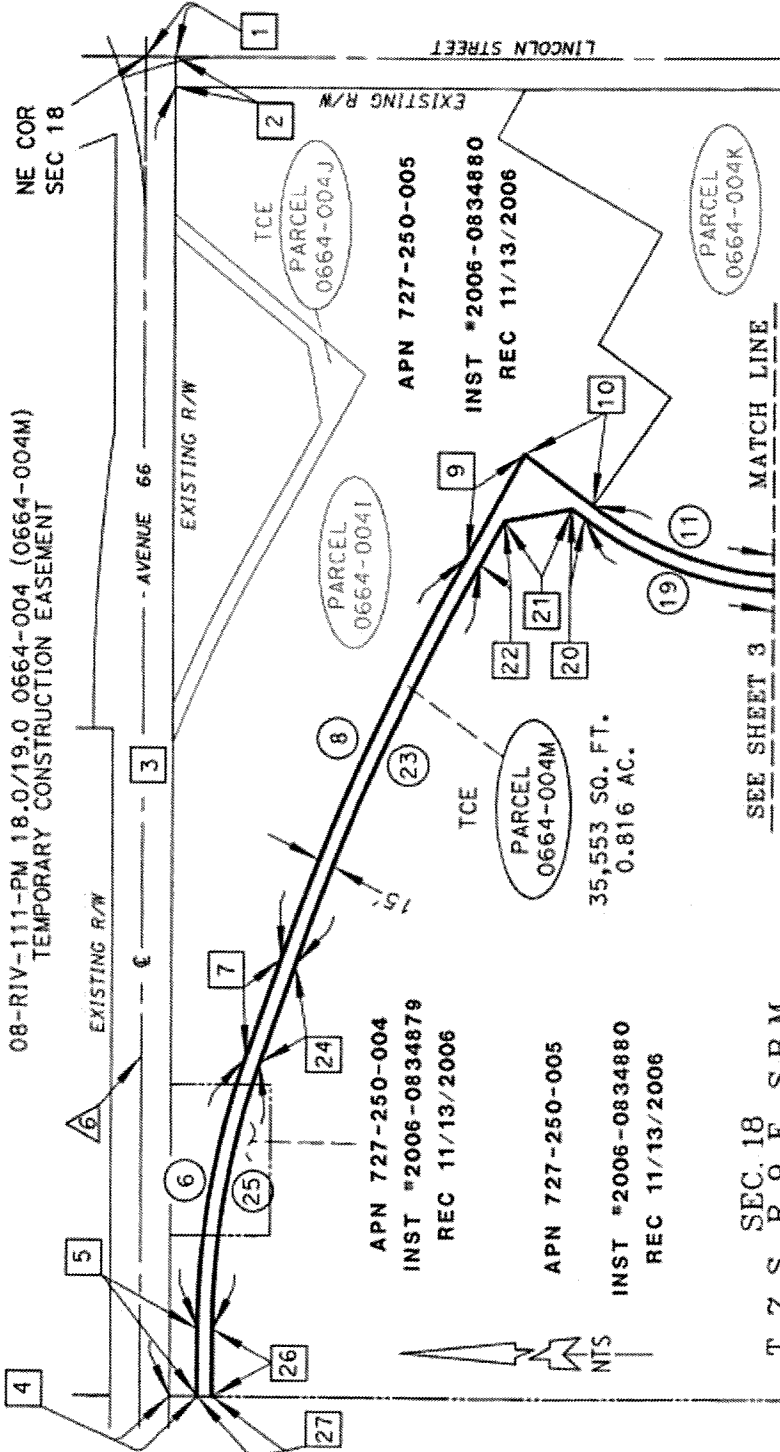 08-RIV-111-PM 18.0/19.0 0664-004 (0664-004M)
TEMPORARY CONSTRUCTION EASEMENT
NE COR
SEC 18
1
2
3
4
5
6
EXISTING R/W
℄
AVENUE 66
EXISTING R/W
LINCOLN STREET
EXISTING R/W
TCE
PARCEL
0664-004J
PARCEL
0664-004I
APN 727-250-005
INST #2006-0834880
REC 11/13/2006
PARCEL
0664-004K
6
25
7
24
8
23
9
10
22
21
20
11
19
26
27
15'
TCE
PARCEL
0664-004M
35,553 SQ. FT.
0.816 AC.
APN 727-250-004
INST #2006-0834879
REC 11/13/2006
APN 727-250-005
INST #2006-0834880
REC 11/13/2006
NTS
SEE SHEET 3
MATCH LINE
SEC. 18
T 7 S R 9 E S B M